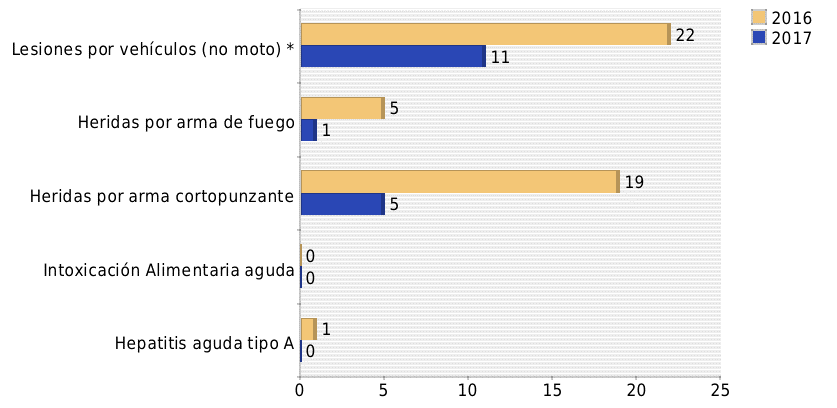 2016
2017
Lesiones por vehículos (no moto) *
22
11
Heridas por arma de fuego
5
1
Heridas por arma cortopunzante
19
5
Intoxicación Alimentaria aguda
0
0
Hepatitis aguda tipo A
1
0
0 5 10 15 20 25